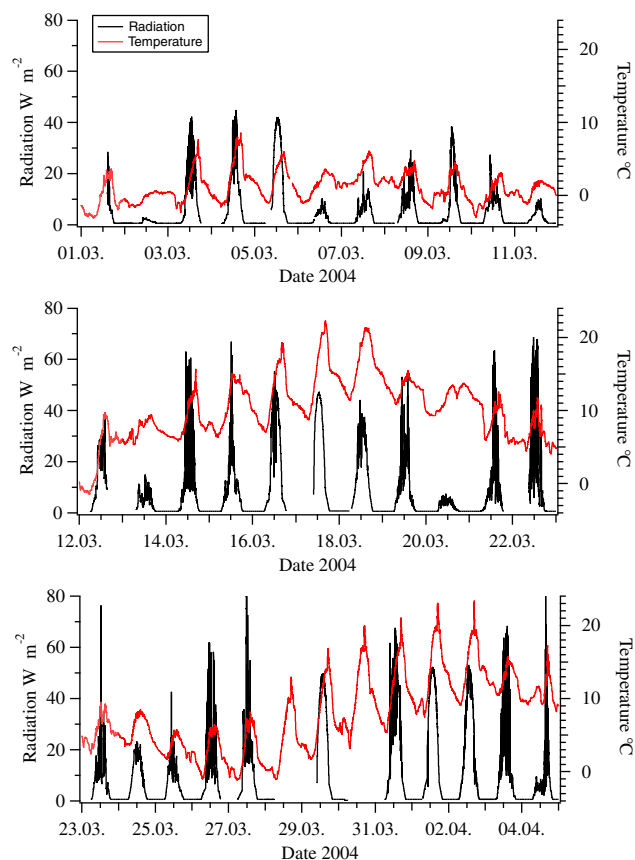 Radiation
Temperature
80
60
40
20
0
Radiation W m⁻²
20
10
0
Temperature °C
01.03. 03.03. 05.03. 07.03. 09.03. 11.03.
Date 2004
80
60
40
20
0
Radiation W m⁻²
20
10
0
Temperature °C
12.03. 14.03. 16.03. 18.03. 20.03. 22.03.
Date 2004
80
60
40
20
0
Radiation W m⁻²
20
10
0
Temperature °C
23.03. 25.03. 27.03. 29.03. 31.03. 02.04. 04.04.
Date 2004